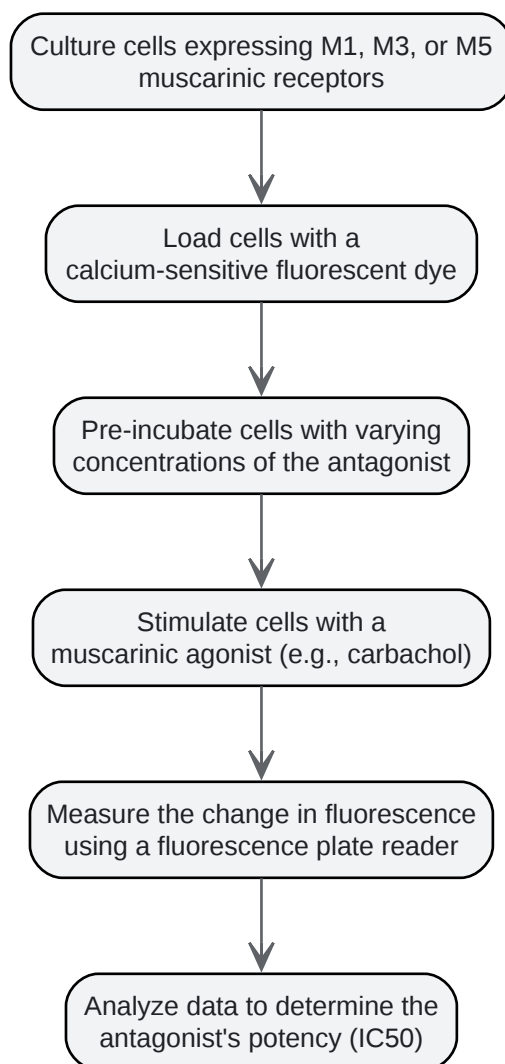 Culture cells expressing M1, M3, or M5
muscarinic receptors
Load cells with a
calcium-sensitive fluorescent dye
Pre-incubate cells with varying
concentrations of the antagonist
Stimulate cells with a
muscarinic agonist (e.g., carbachol)
Measure the change in fluorescence
using a fluorescence plate reader
Analyze data to determine the
antagonist's potency (IC50)